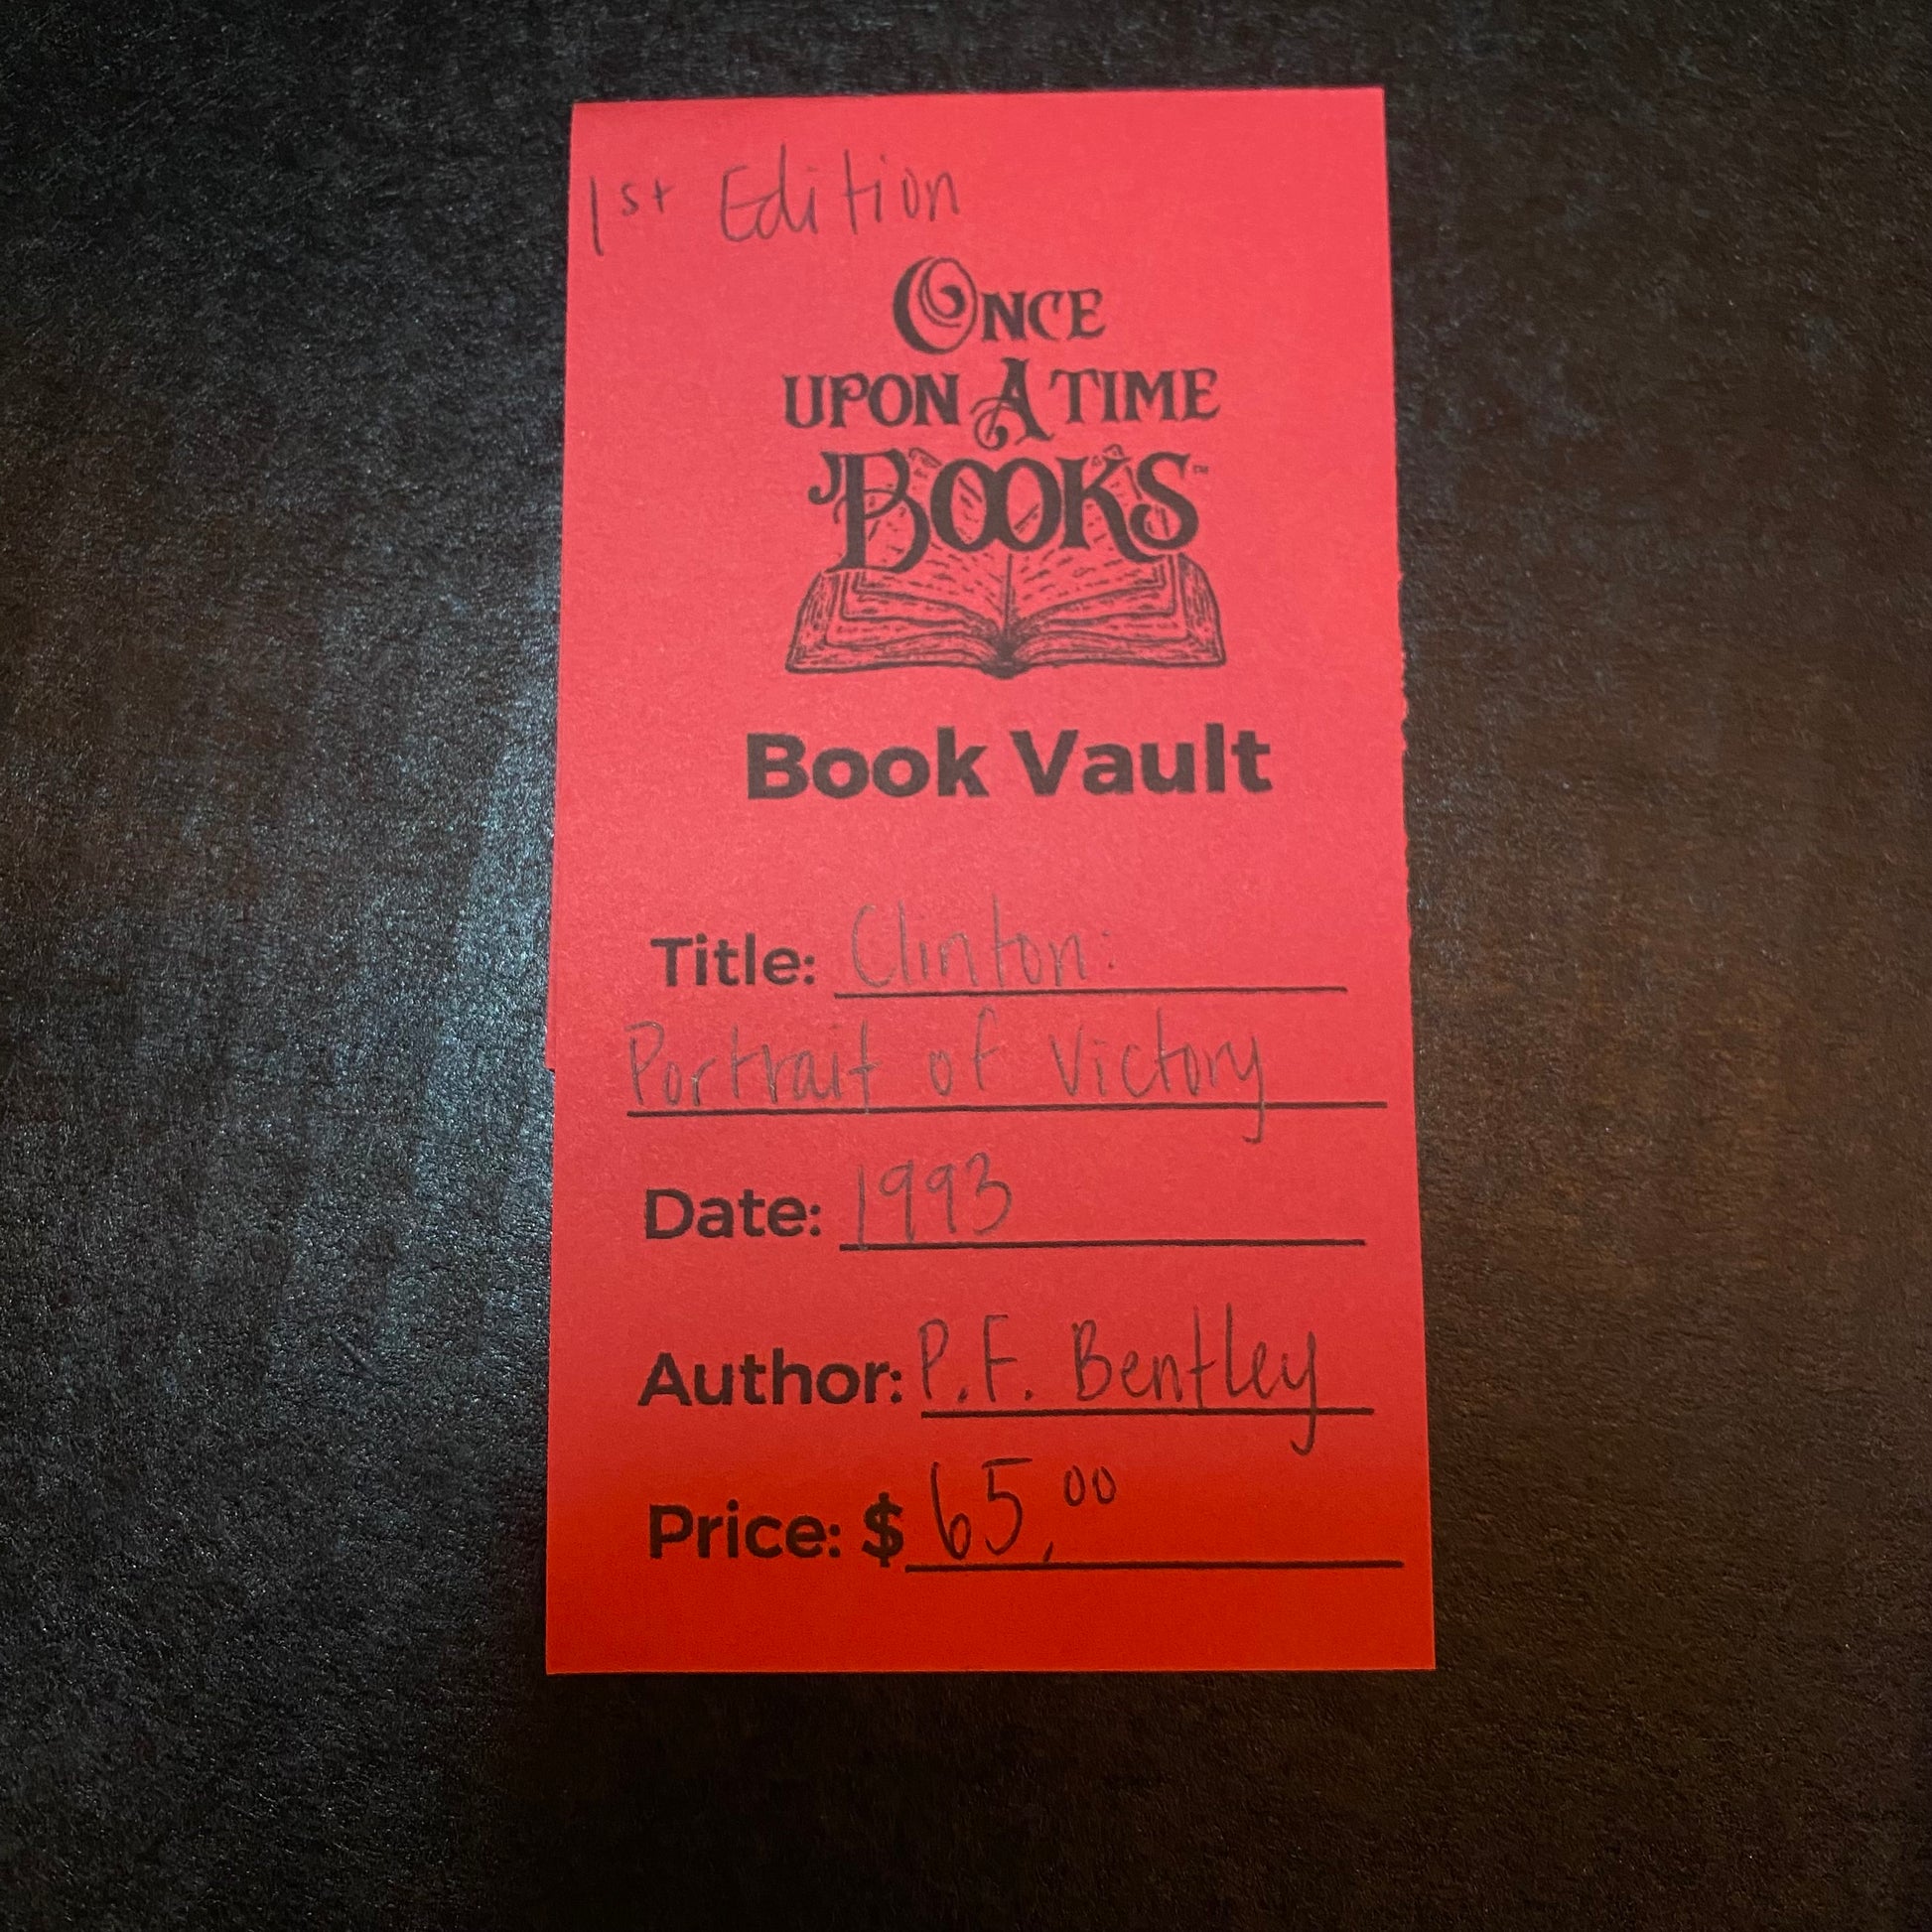 1st Edition
ONCE
UPON A TIME
BOOKS™
Book Vault
Title: Clinton:
Portrait of Victory
Date: 1993
Author: P.F. Bentley
Price: $ 65.00